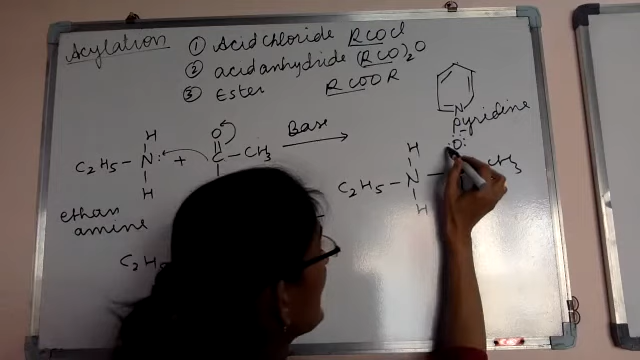 Acylation ① Acid chloride RCOCl
② acid anhydride (RCO)₂O
③ Ester RCOOR
N
pyridine
H O
C₂H₅ – N: + C – CH₃ Base
H
ethan
amine
H :O:
C₂H₅ – N – CH₃
H
C₂H₅